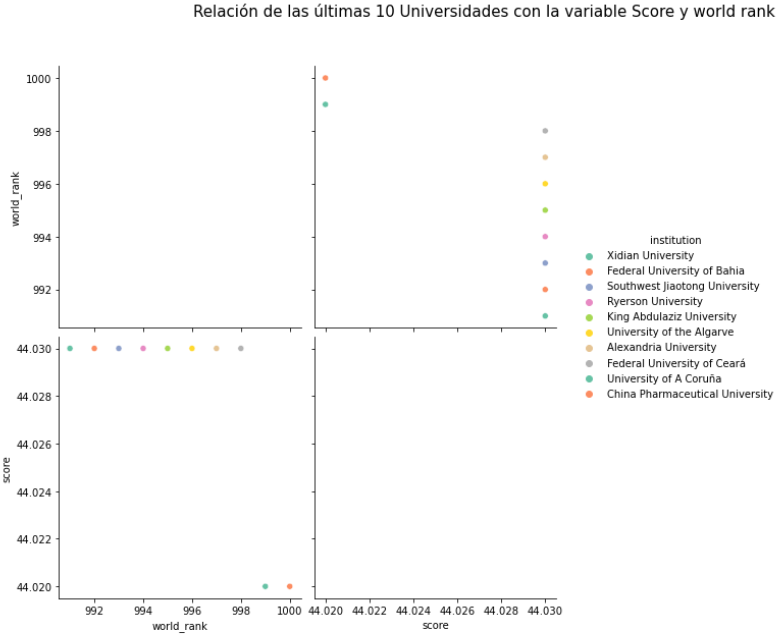 Relación de las últimas 10 Universidades con la variable Score y world rank
1000
998
996
994
992
world_rank
44.030
44.028
44.026
44.024
44.022
44.020
score
992 994 996 998 1000
world_rank
44.020 44.022 44.024 44.026 44.028 44.030
score
institution
Xidian University
Federal University of Bahia
Southwest Jiaotong University
Ryerson University
King Abdulaziz University
University of the Algarve
Alexandria University
Federal University of Ceará
University of A Coruña
China Pharmaceutical University